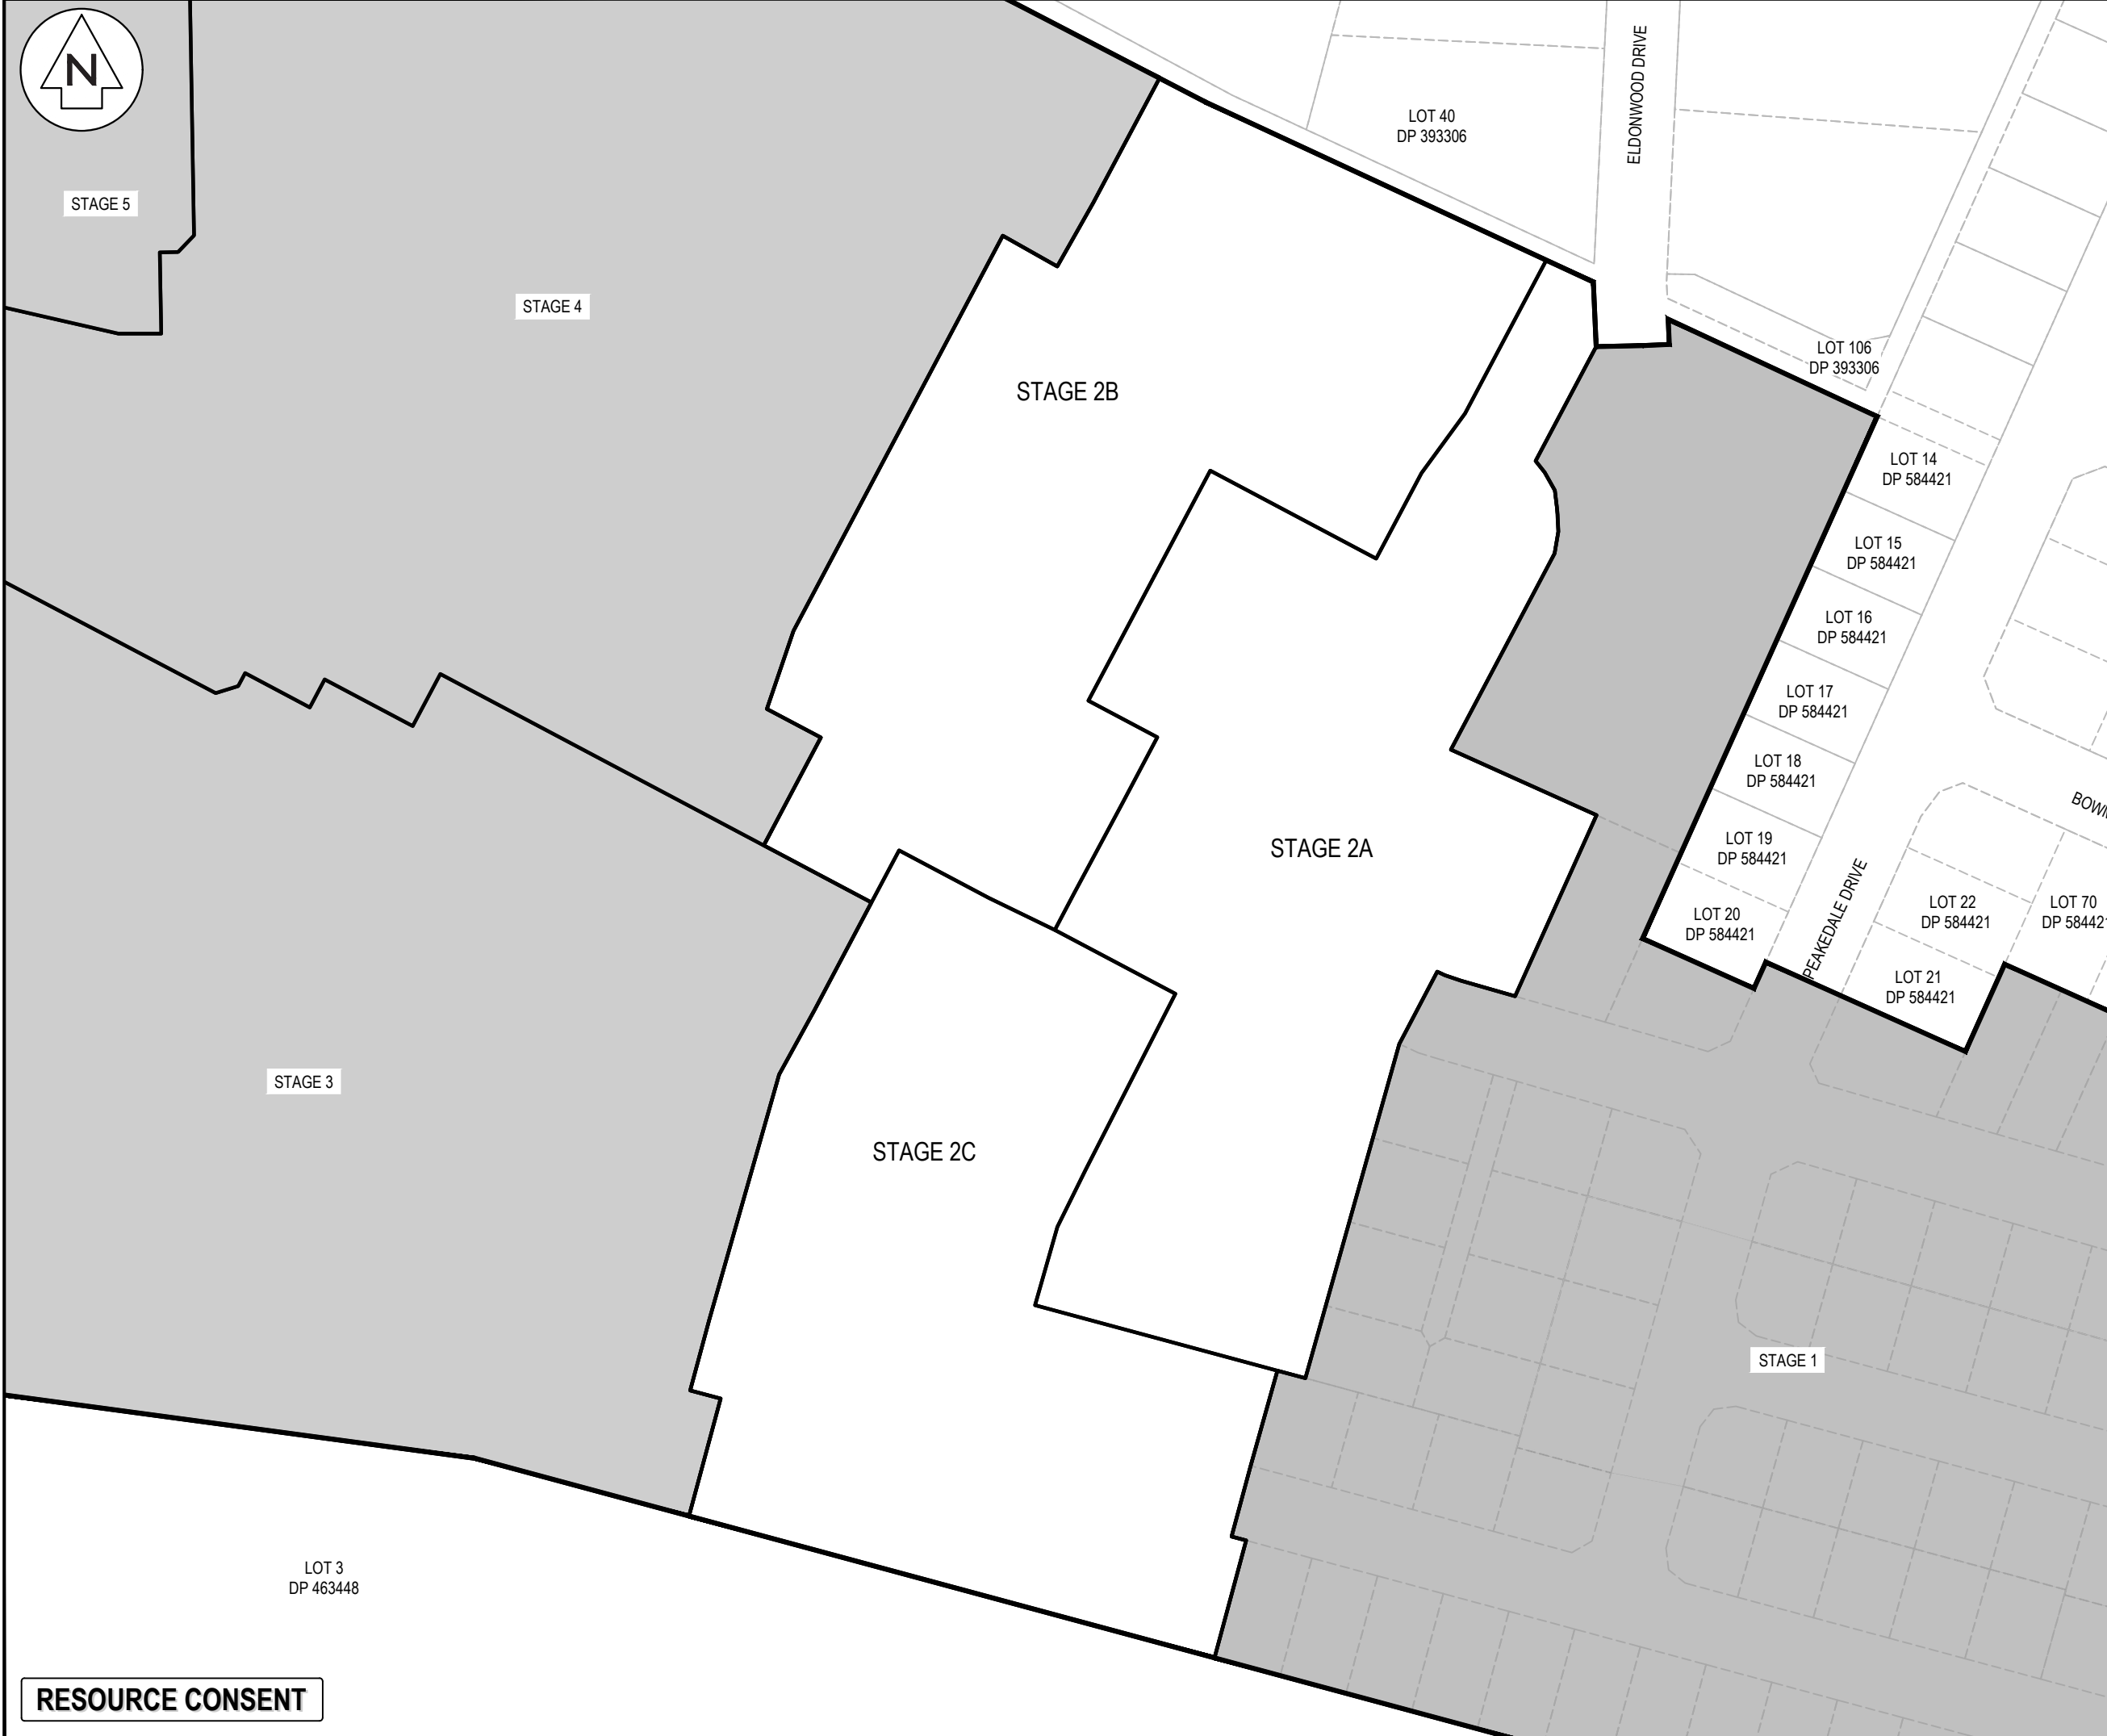 N
ELDONWOOD DRIVE
LOT 40
DP 393306
STAGE 5
STAGE 4
LOT 106
DP 393306
STAGE 2B
LOT 14
DP 584421
LOT 15
DP 584421
LOT 16
DP 584421
LOT 17
DP 584421
LOT 18
DP 584421
LOT 19
DP 584421
STAGE 2A
PEAKEDALE DRIVE
LOT 20
DP 584421
LOT 22
DP 584421
LOT 70
DP 584421
LOT 21
DP 584421
STAGE 3
STAGE 2C
STAGE 1
LOT 3
DP 463448
RESOURCE CONSENT